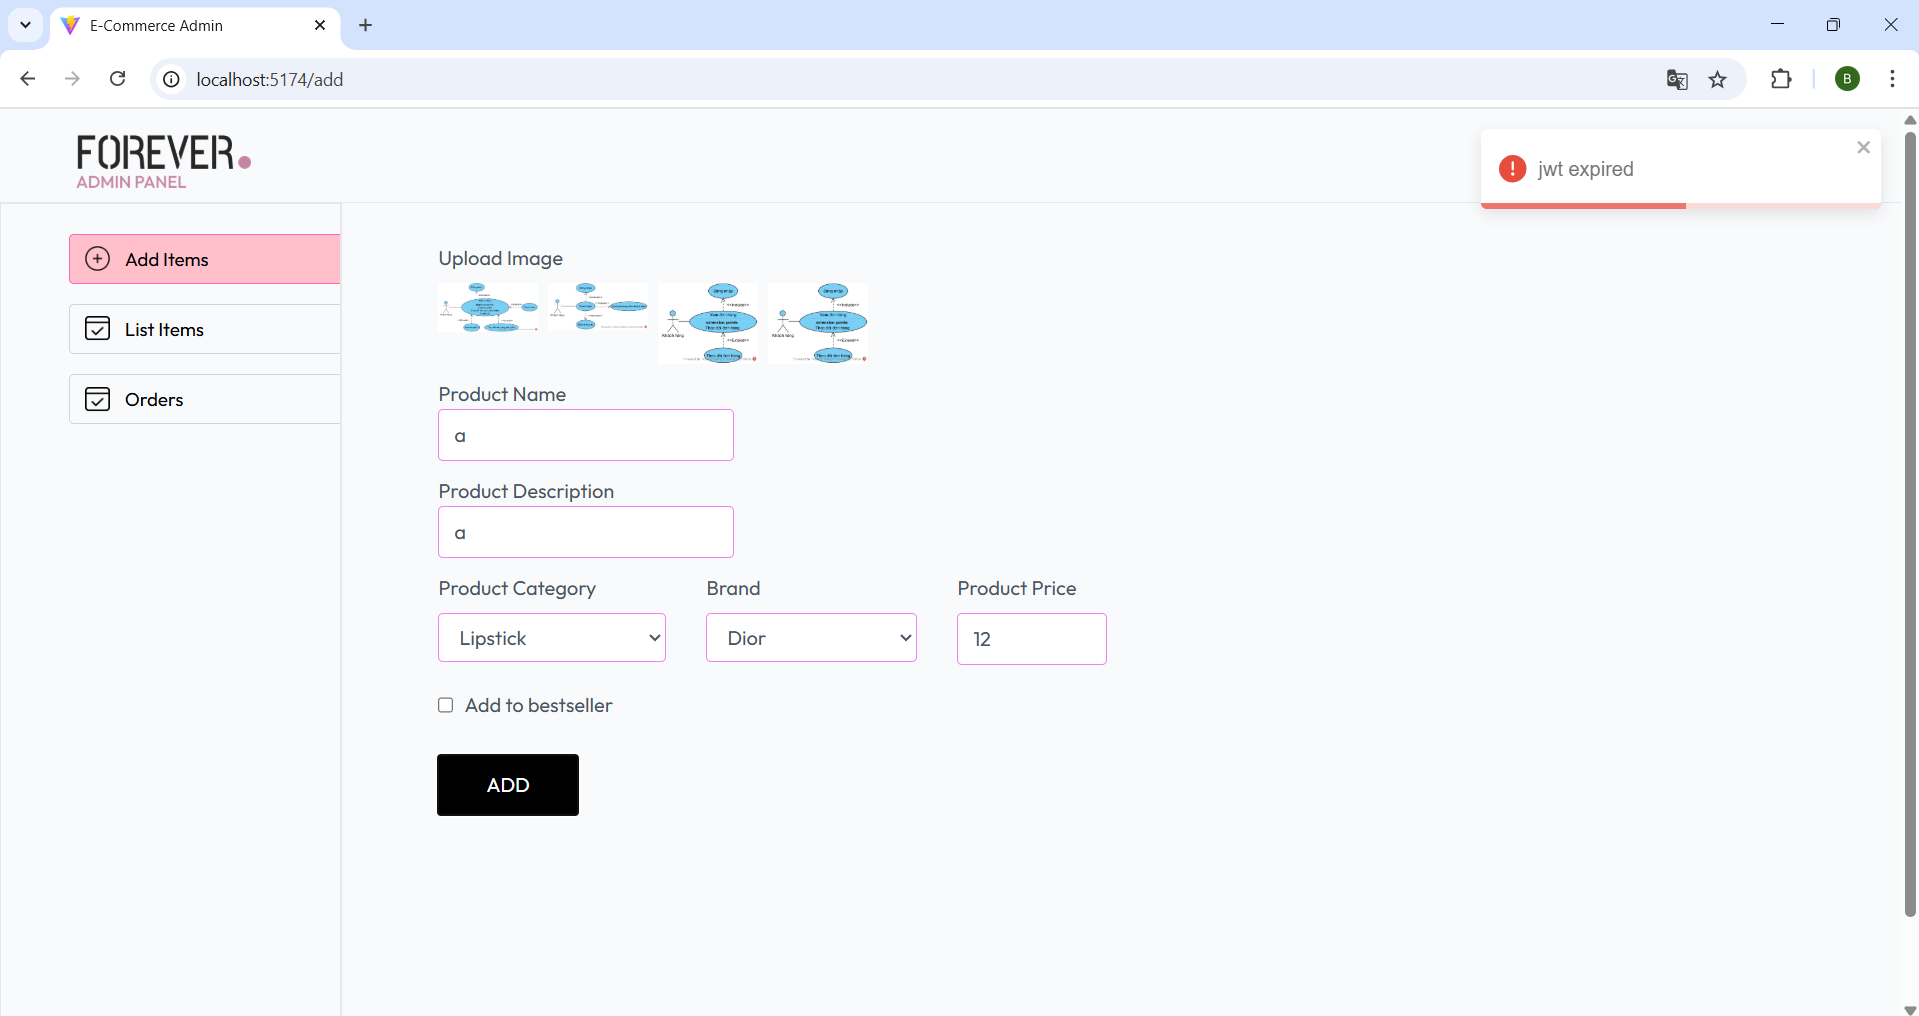 E-Commerce Admin
localhost:5174/add
B
FOREVER.
ADMIN PANEL
jwt expired
Add Items
List Items
Orders
Upload Image
Product Name
a
Product Description
a
Product Category
Brand
Product Price
Lipstick
Dior
12
Add to bestseller
ADD